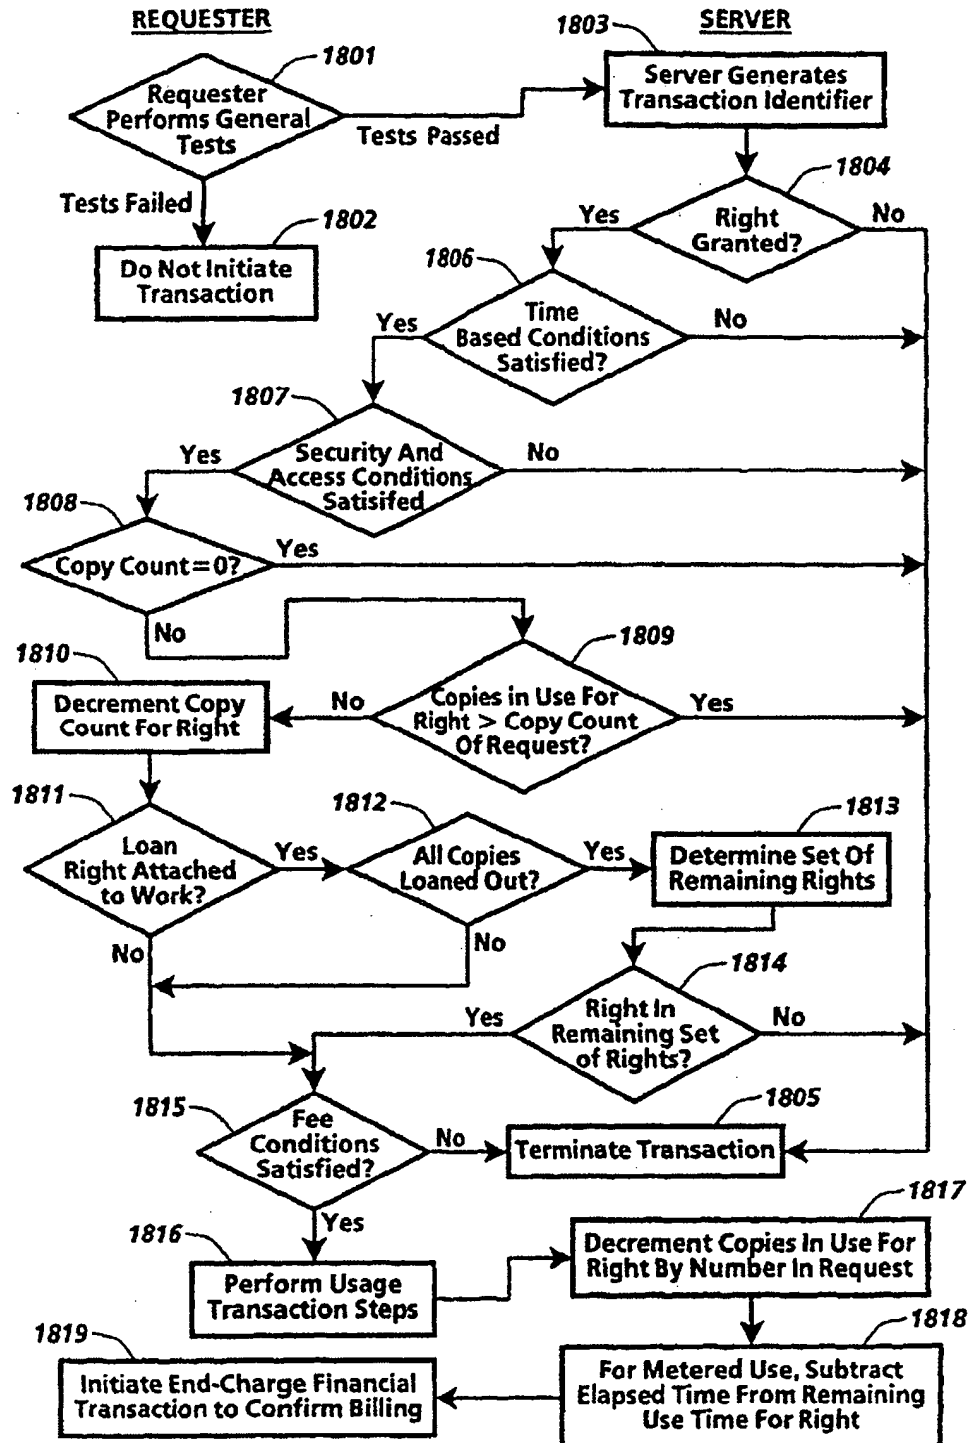 REQUESTER
SERVER
1801
1803
Requester
Performs General
Tests
Tests Passed
Server Generates
Transaction Identifier
Tests Failed
1802
Do Not Initiate
Transaction
1804
Right
Granted?
Yes
No
1806
Time
Based Conditions
Satisfied?
Yes
No
1807
Security And
Access Conditions
Satisifed
Yes
No
1808
Copy Count=0?
Yes
No
1809
Copies in Use For
Right > Copy Count
Of Request?
No
Yes
1810
Decrement Copy
Count For Right
1811
Loan
Right Attached
to Work?
Yes
No
1812
All Copies
Loaned Out?
Yes
No
1813
Determine Set Of
Remaining Rights
1814
Right In
Remaining Set
of Rights?
Yes
No
1815
Fee
Conditions
Satisfied?
No
Yes
1805
Terminate Transaction
1816
Perform Usage
Transaction Steps
1817
Decrement Copies In Use For
Right By Number In Request
1818
For Metered Use, Subtract
Elapsed Time From Remaining
Use Time For Right
1819
Initiate End-Charge Financial
Transaction to Confirm Billing